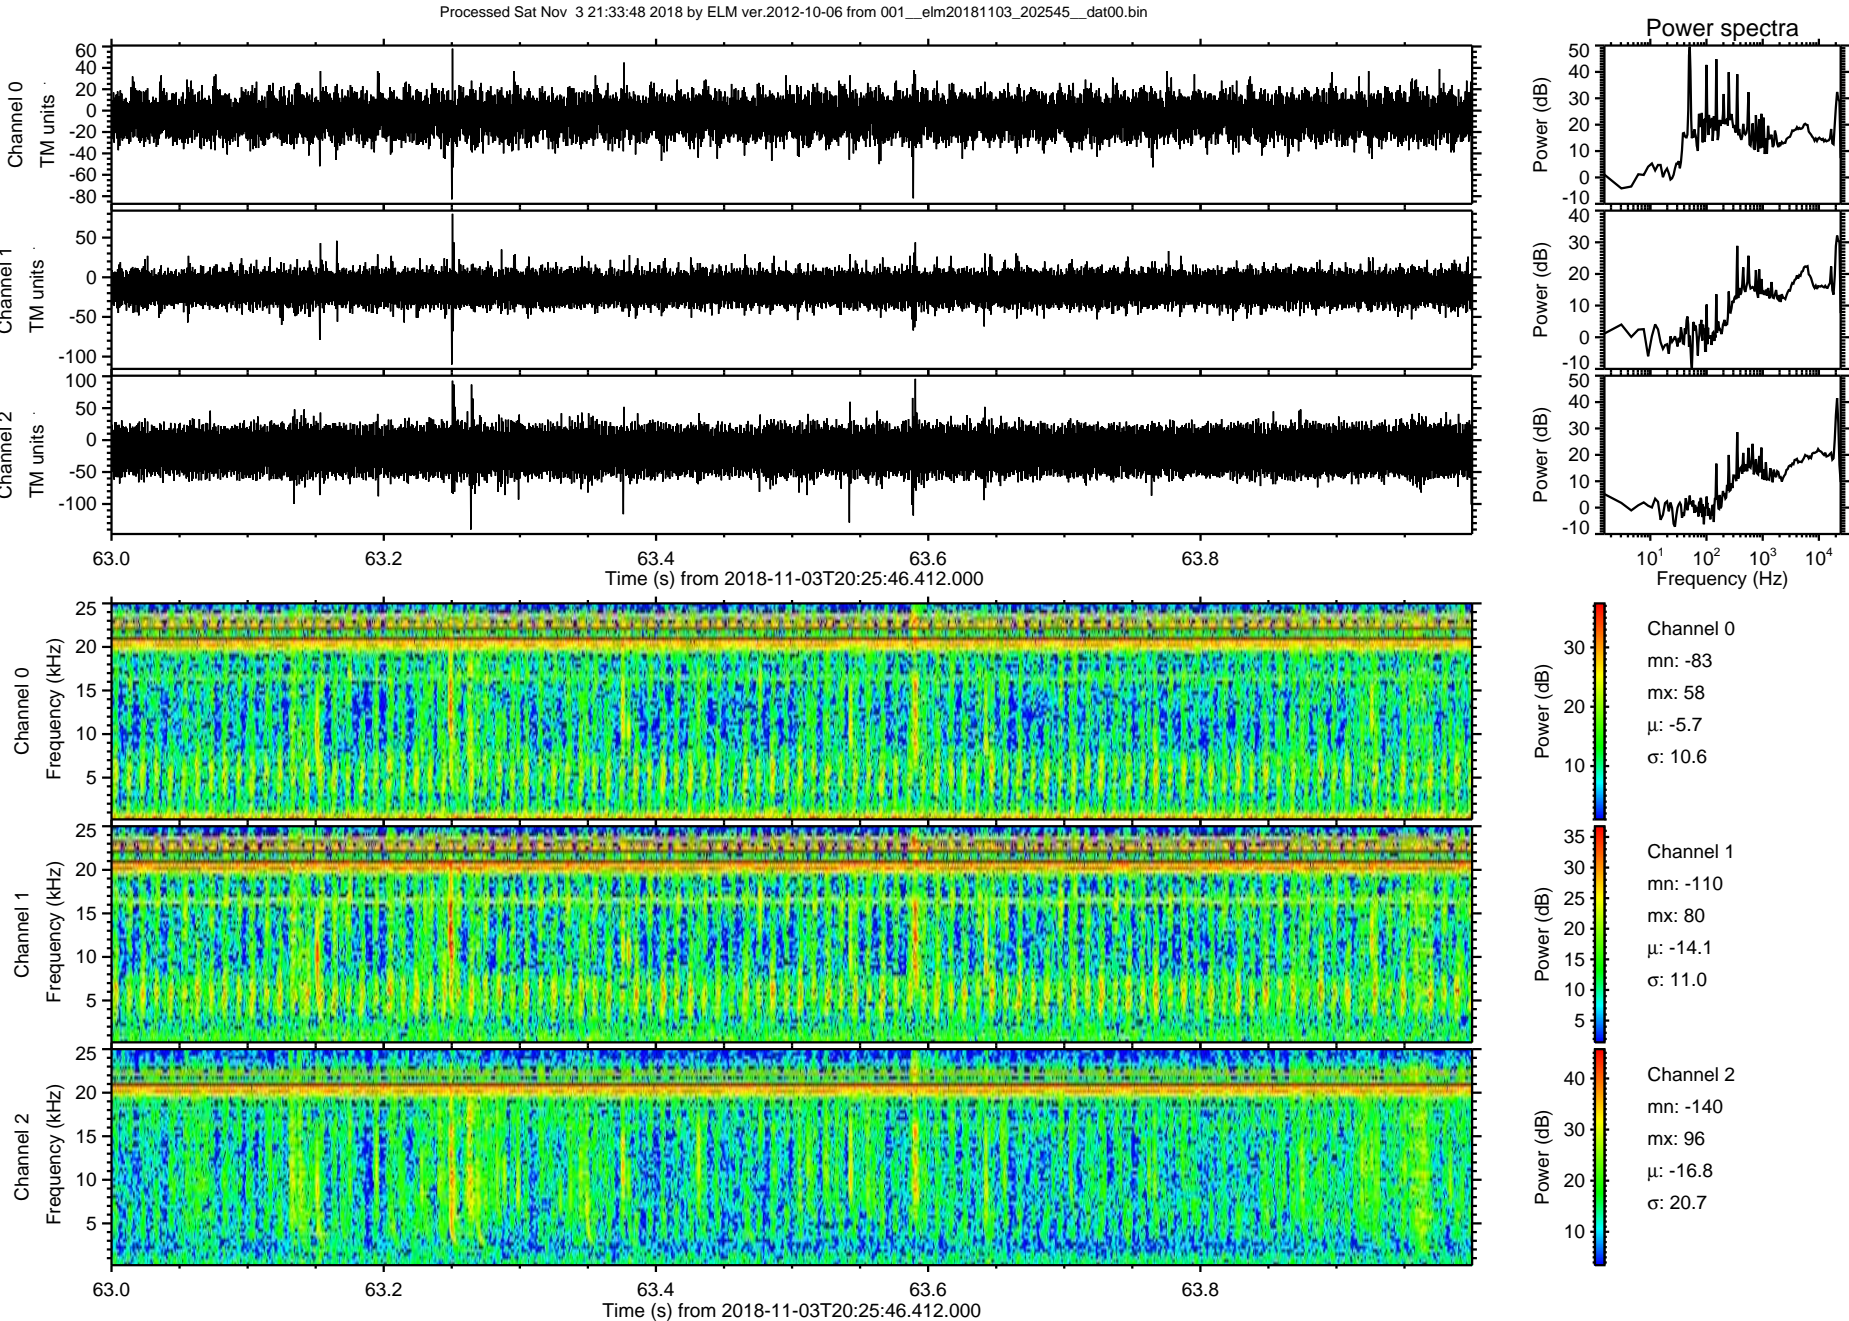 Processed Sat Nov  3 21:33:48 2018 by ELM ver.2012-10-06 from 001__elm20181103_202545__dat00.bin
Power spectra
Channel 0
TM units
60
40
20
0
-20
-40
-60
-80
Power (dB)
50
40
30
20
10
0
-10
Channel 1
TM units
50
0
-50
-100
Power (dB)
40
30
20
10
0
-10
Channel 2
TM units
100
50
0
-50
-100
Power (dB)
50
40
30
20
10
0
-10
63.0 63.2 63.4 63.6 63.8
Time (s) from 2018-11-03T20:25:46.412.000
10¹ 10² 10³ 10⁴
Frequency (Hz)
Channel 0
Frequency (kHz)
25
20
15
10
5
Power (dB)
30
20
10
Channel 0
mn: -83
mx: 58
μ: -5.7
σ: 10.6
Channel 1
Frequency (kHz)
25
20
15
10
5
Power (dB)
35
30
25
20
15
10
5
Channel 1
mn: -110
mx: 80
μ: -14.1
σ: 11.0
Channel 2
Frequency (kHz)
25
20
15
10
5
Power (dB)
40
30
20
10
Channel 2
mn: -140
mx: 96
μ: -16.8
σ: 20.7
63.0 63.2 63.4 63.6 63.8
Time (s) from 2018-11-03T20:25:46.412.000